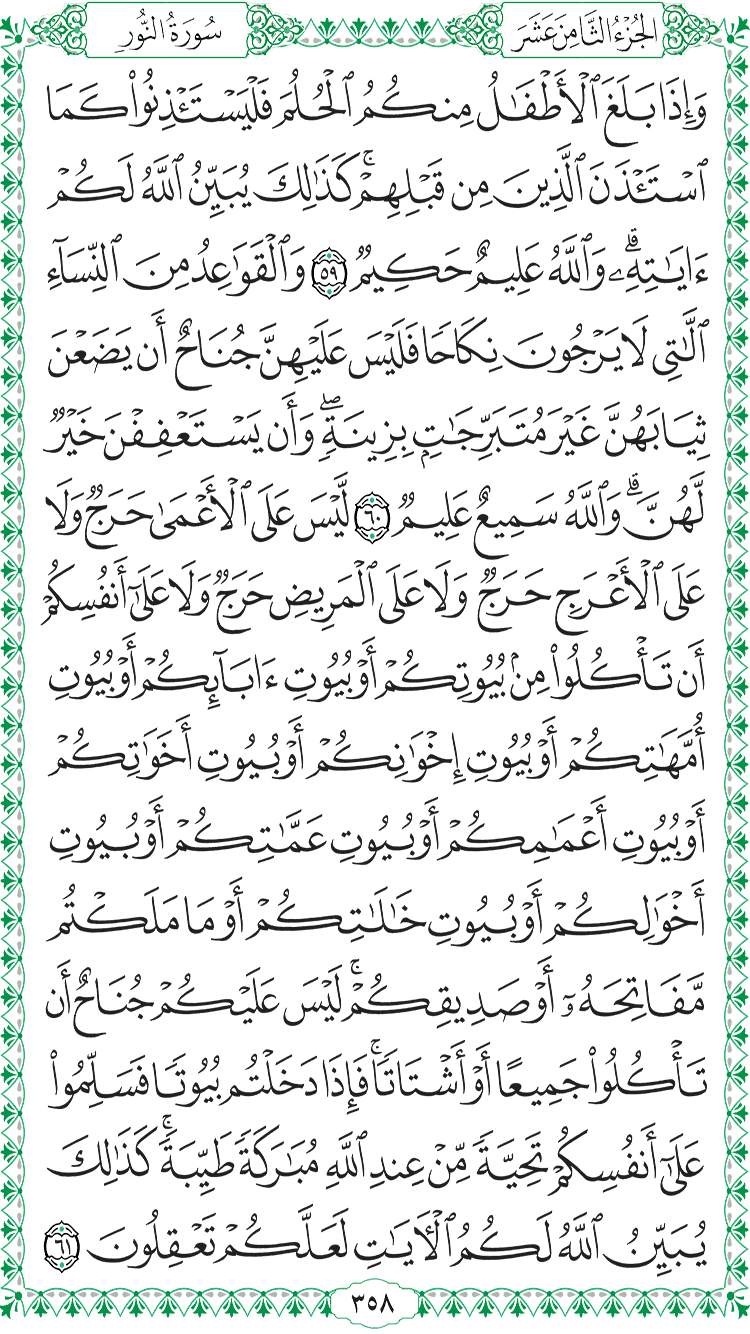 الجُزْءُ الثَّامِنَ عَشَرَ
سُورَةُ النُّورِ
وَإِذَا بَلَغَ ٱلْأَطْفَٰلُ مِنكُمُ ٱلْحُلُمَ فَلْيَسْتَـْٔذِنُوا۟ كَمَا
ٱسْتَـْٔذَنَ ٱلَّذِينَ مِن قَبْلِهِمْ ۚ كَذَٰلِكَ يُبَيِّنُ ٱللَّهُ لَكُمْ
ءَايَٰتِهِۦ ۗ وَٱللَّهُ عَلِيمٌ حَكِيمٌ ٥٩ وَٱلْقَوَٰعِدُ مِنَ ٱلنِّسَآءِ
ٱلَّٰتِى لَا يَرْجُونَ نِكَاحًا فَلَيْسَ عَلَيْهِنَّ جُنَاحٌ أَن يَضَعْنَ
ثِيَابَهُنَّ غَيْرَ مُتَبَرِّجَٰتٍۭ بِزِينَةٍ ۖ وَأَن يَسْتَعْفِفْنَ خَيْرٌ
لَّهُنَّ ۗ وَٱللَّهُ سَمِيعٌ عَلِيمٌ ٦٠ لَّيْسَ عَلَى ٱلْأَعْمَىٰ حَرَجٌ وَلَا
عَلَى ٱلْأَعْرَجِ حَرَجٌ وَلَا عَلَى ٱلْمَرِيضِ حَرَجٌ وَلَا عَلَىٰٓ أَنفُسِكُمْ
أَن تَأْكُلُوا۟ مِنۢ بُيُوتِكُمْ أَوْ بُيُوتِ ءَابَآئِكُمْ أَوْ بُيُوتِ
أُمَّهَٰتِكُمْ أَوْ بُيُوتِ إِخْوَٰنِكُمْ أَوْ بُيُوتِ أَخَوَٰتِكُمْ
أَوْ بُيُوتِ أَعْمَٰمِكُمْ أَوْ بُيُوتِ عَمَّٰتِكُمْ أَوْ بُيُوتِ
أَخْوَٰلِكُمْ أَوْ بُيُوتِ خَٰلَٰتِكُمْ أَوْ مَا مَلَكْتُم
مَّفَاتِحَهُۥٓ أَوْ صَدِيقِكُمْ ۚ لَيْسَ عَلَيْكُمْ جُنَاحٌ أَن
تَأْكُلُوا۟ جَمِيعًا أَوْ أَشْتَاتًا ۚ فَإِذَا دَخَلْتُم بُيُوتًا فَسَلِّمُوا۟
عَلَىٰٓ أَنفُسِكُمْ تَحِيَّةً مِّنْ عِندِ ٱللَّهِ مُبَٰرَكَةً طَيِّبَةً ۚ كَذَٰلِكَ
يُبَيِّنُ ٱللَّهُ لَكُمُ ٱلْـَٔايَٰتِ لَعَلَّكُمْ تَعْقِلُونَ ٦١
٣٥٨